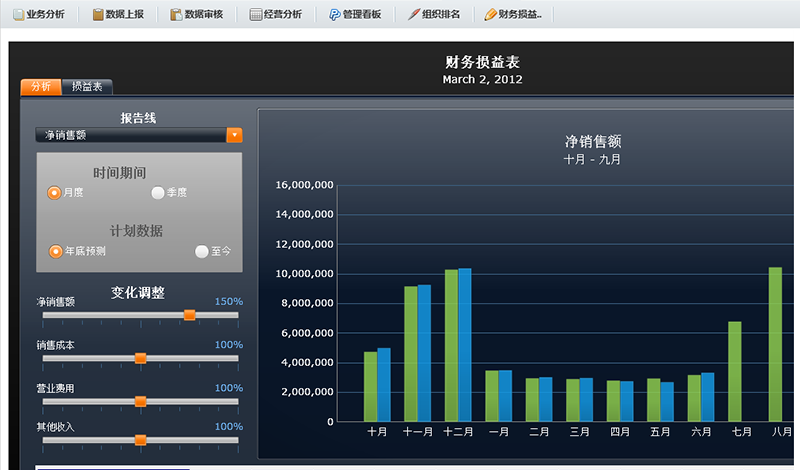 业务分析 数据上报 数据审核 经营分析 管理看板 组织排名 财务损益..
财务损益表
March 2, 2012
分析 损益表
报告线
净销售额
时间期间
月度 季度
计划数据
年底预测 至今
变化调整
净销售额 150%
销售成本 100%
营业费用 100%
其他收入 100%
净销售额
十月 - 九月
16,000,000
14,000,000
12,000,000
10,000,000
8,000,000
6,000,000
4,000,000
2,000,000
0
十月 十一月 十二月 一月 二月 三月 四月 五月 六月 七月 八月